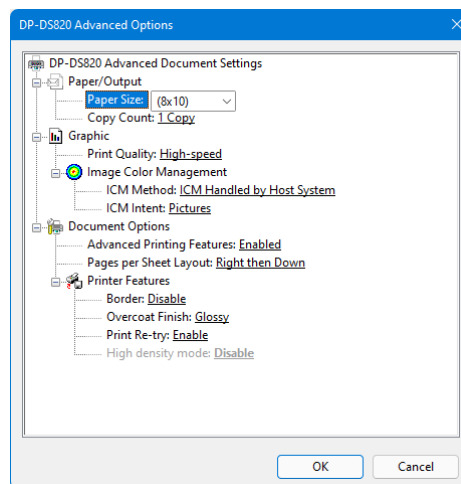 DP-DS820 Advanced Options
DP-DS820 Advanced Document Settings
Paper/Output
Paper Size: (8x10)
Copy Count: 1 Copy
Graphic
Print Quality: High-speed
Image Color Management
ICM Method: ICM Handled by Host System
ICM Intent: Pictures
Document Options
Advanced Printing Features: Enabled
Pages per Sheet Layout: Right then Down
Printer Features
Border: Disable
Overcoat Finish: Glossy
Print Re-try: Enable
High density mode: Disable
OK Cancel